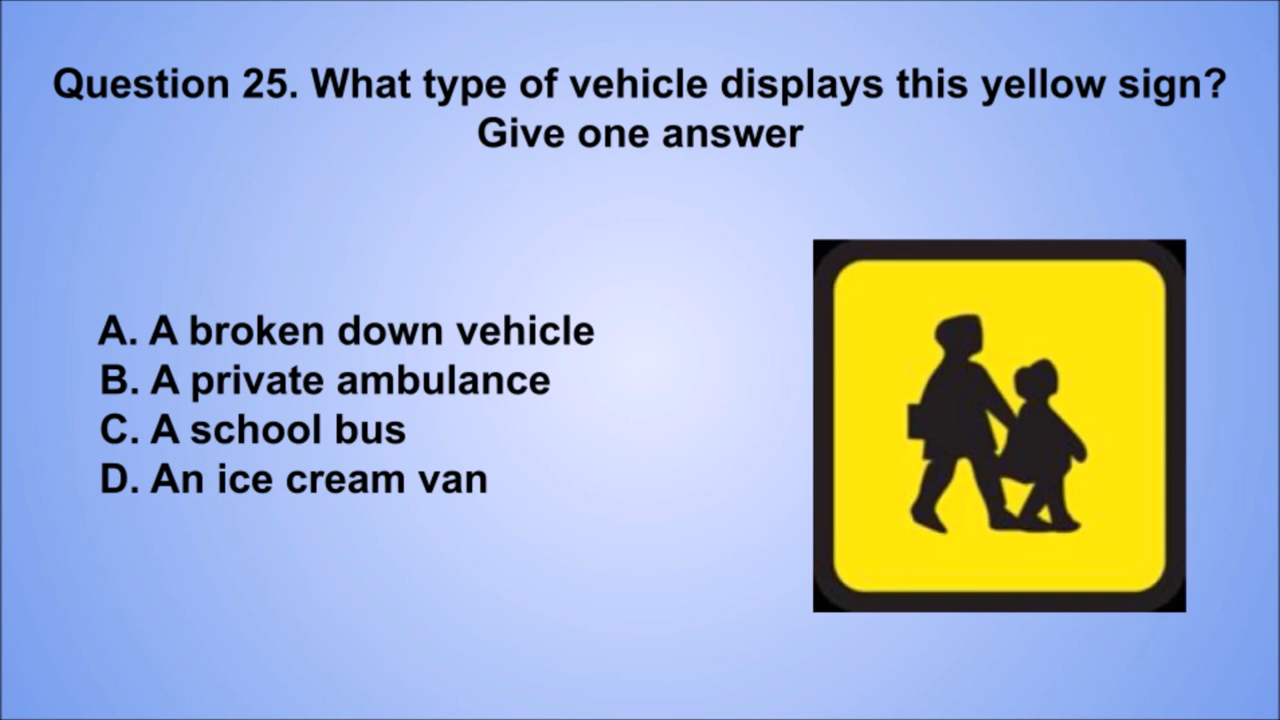 Question 25. What type of vehicle displays this yellow sign?
Give one answer
A. A broken down vehicle
B. A private ambulance
C. A school bus
D. An ice cream van